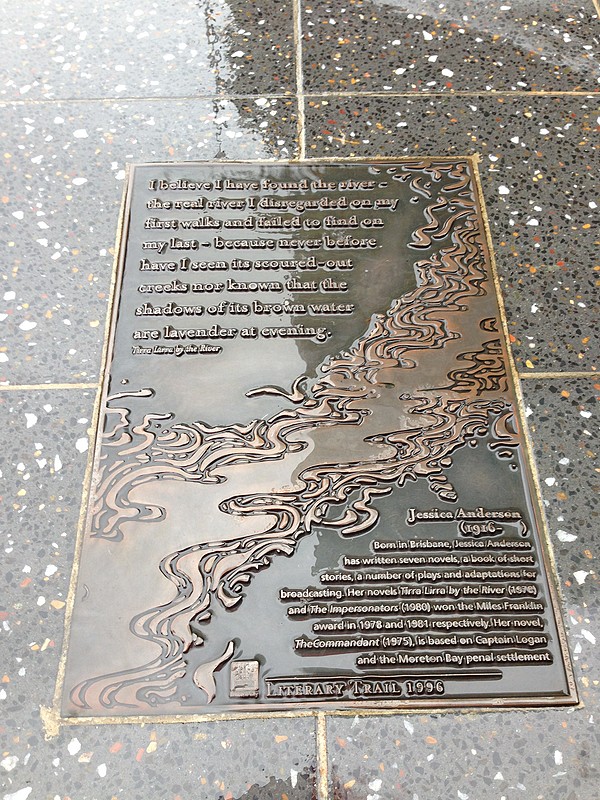 I believe I have found the river -
the real river I disregarded on my
first walks and failed to find on
my last - because never before
have I seen its scoured-out
creeks nor known that the
shadows of its brown water
are lavender at evening.
Tirra Lirra by the River.
Jessica Anderson
(1916- )
Born in Brisbane, Jessica Anderson
has written seven novels, a book of short
stories, a number of plays and adaptations for
broadcasting. Her novels Tirra Lirra by the River (1978)
and The Impersonators (1980) won the Miles Franklin
award in 1978 and 1981 respectively. Her novel,
TheCommandant (1975), is based on Captain Logan
and the Moreton Bay penal settlement
LITERARY TRAIL 1996